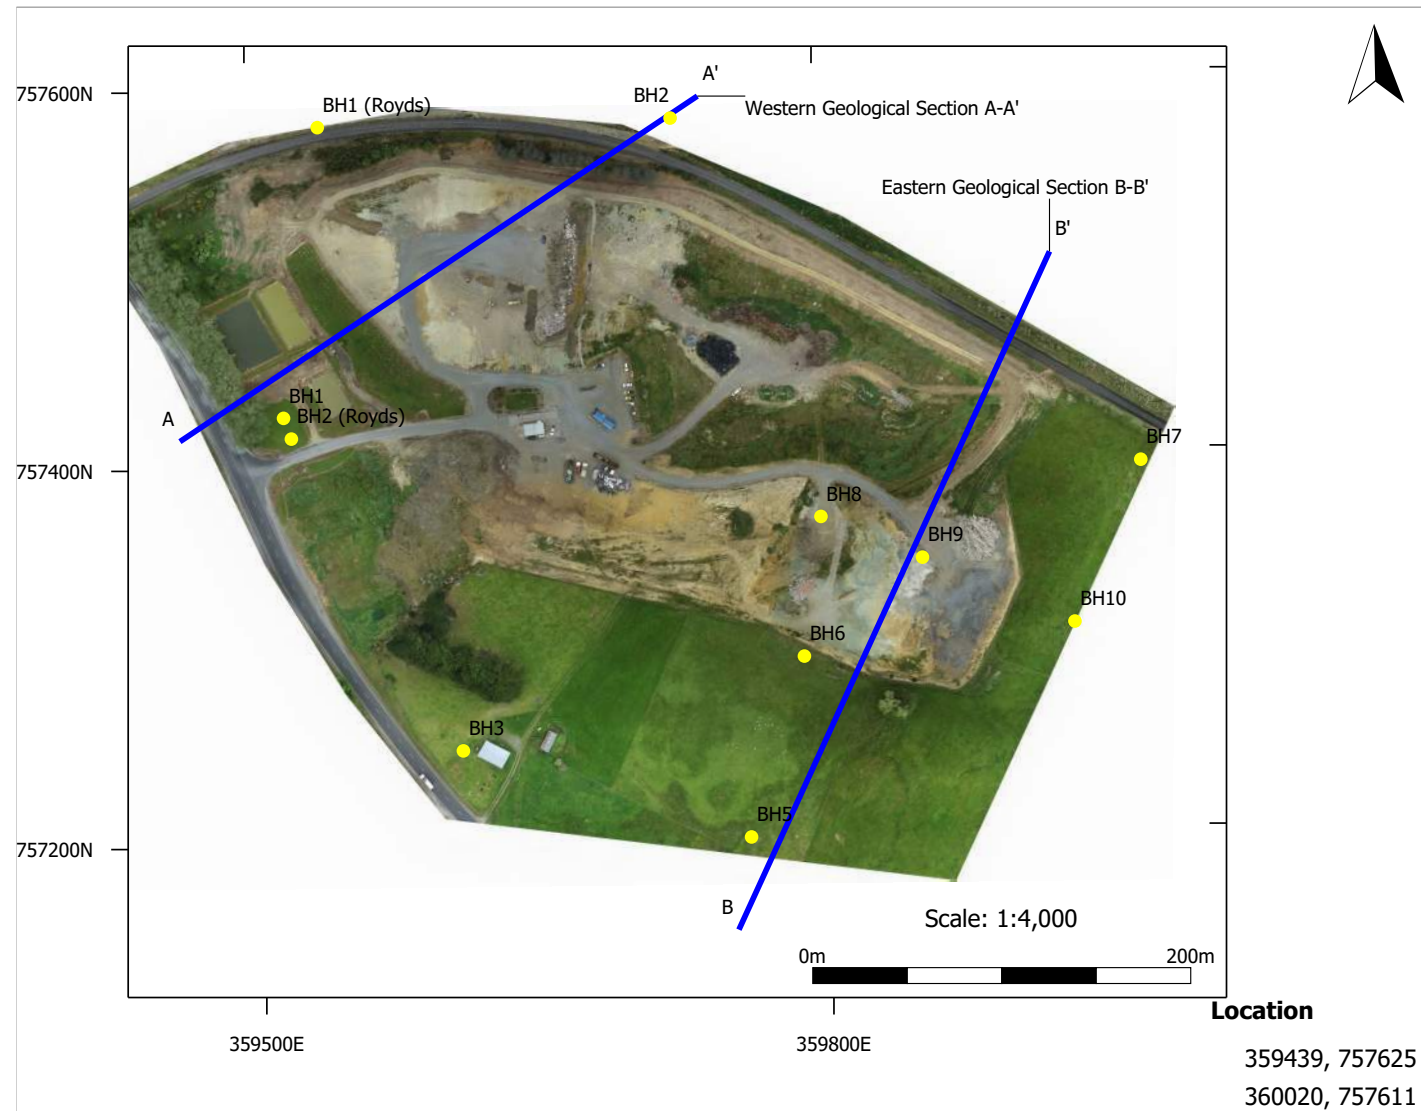 A'
BH2
757600N
BH1 (Royds)
Western Geological Section A-A'
Eastern Geological Section B-B'
B'
BH1
BH2 (Royds)
A
BH7
757400N
BH8
BH9
BH10
BH6
BH3
BH5
757200N
B
Scale: 1:4,000
0m
200m
Location
359500E
359800E
359439, 757625
360020, 757611